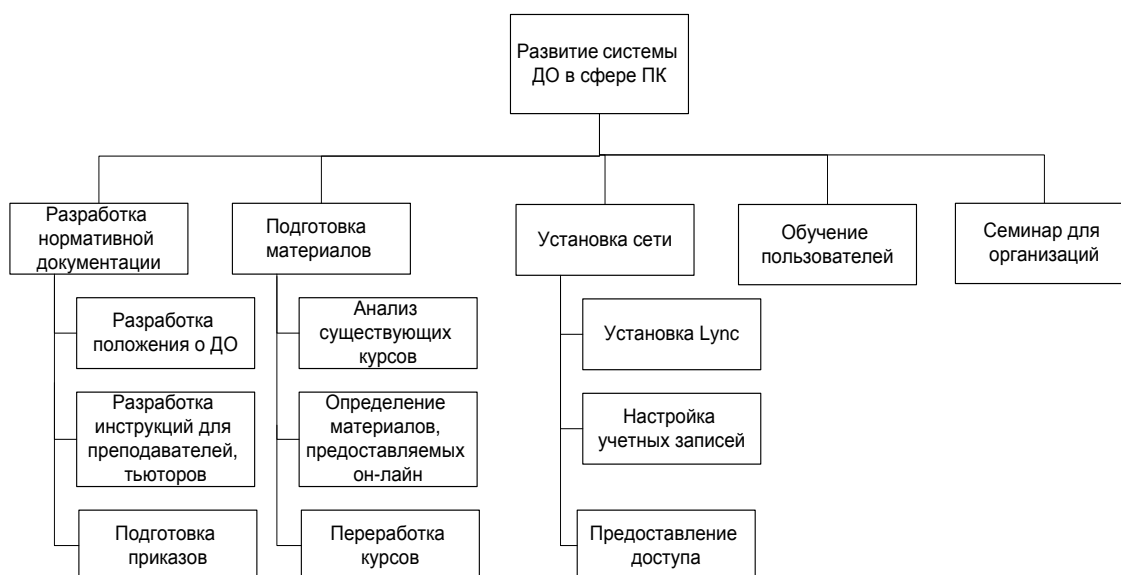 Развитие системы
ДО в сфере ПК
Разработка
нормативной
документации
Подготовка
материалов
Установка сети
Обучение
пользователей
Семинар для
организаций
Разработка
положения о ДО
Разработка
инструкций для
преподавателей,
тьюторов
Подготовка
приказов
Анализ
существующих
курсов
Определение
материалов,
предоставляемых
он-лайн
Переработка
курсов
Установка Lync
Настройка
учетных записей
Предоставление
доступа